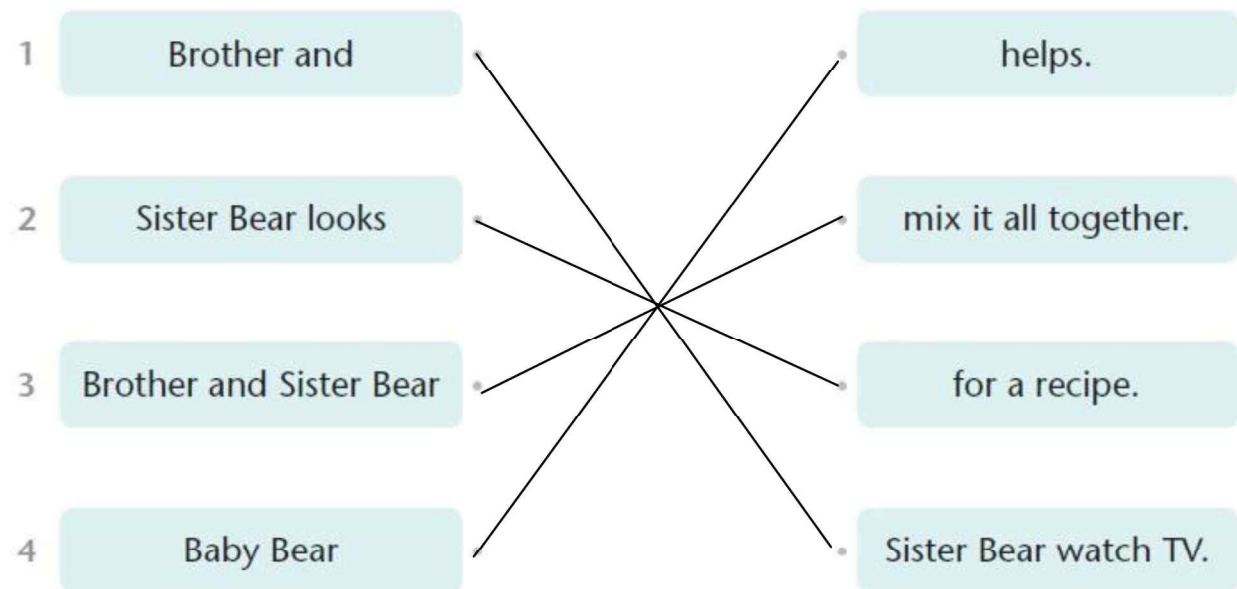 1 Brother and helps.
2 Sister Bear looks mix it all together.
3 Brother and Sister Bear for a recipe.
4 Baby Bear Sister Bear watch TV.